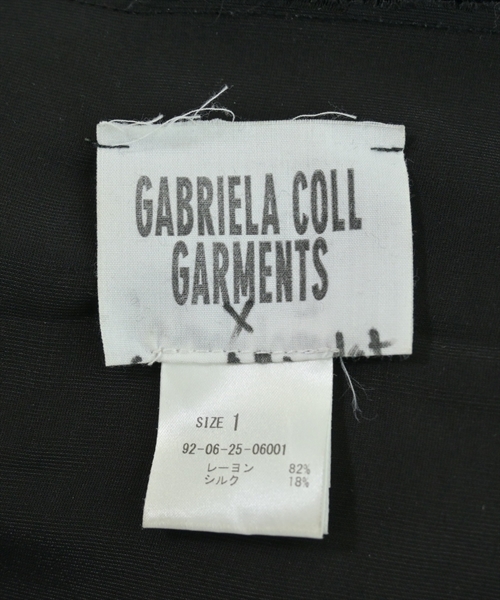 GABRIELA COLL
GARMENTS
X
SIZE 1
92-06-25-06001
レーヨン 82%
シルク 18%